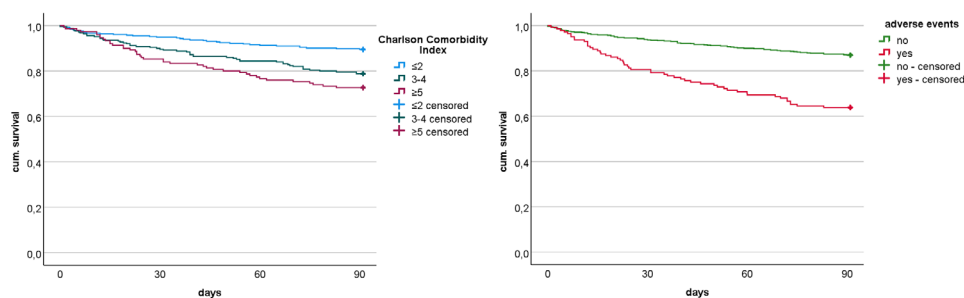 1,0
0,8
0,6
0,4
0,2
0,0
cum. survival
0
30
60
90
days
Charlson Comorbidity
Index
≤2
3-4
≥5
≤2 censored
3-4 censored
≥5 censored
1,0
0,8
0,6
0,4
0,2
0,0
cum. survival
0
30
60
90
days
adverse events
no
yes
no - censored
yes - censored